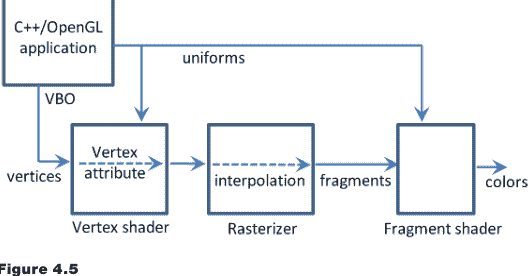 C++/OpenGL
application
uniforms
VBO
vertices
Vertex
attribute
interpolation
fragments
colors
Vertex shader
Rasterizer
Fragment shader
Figure 4.5